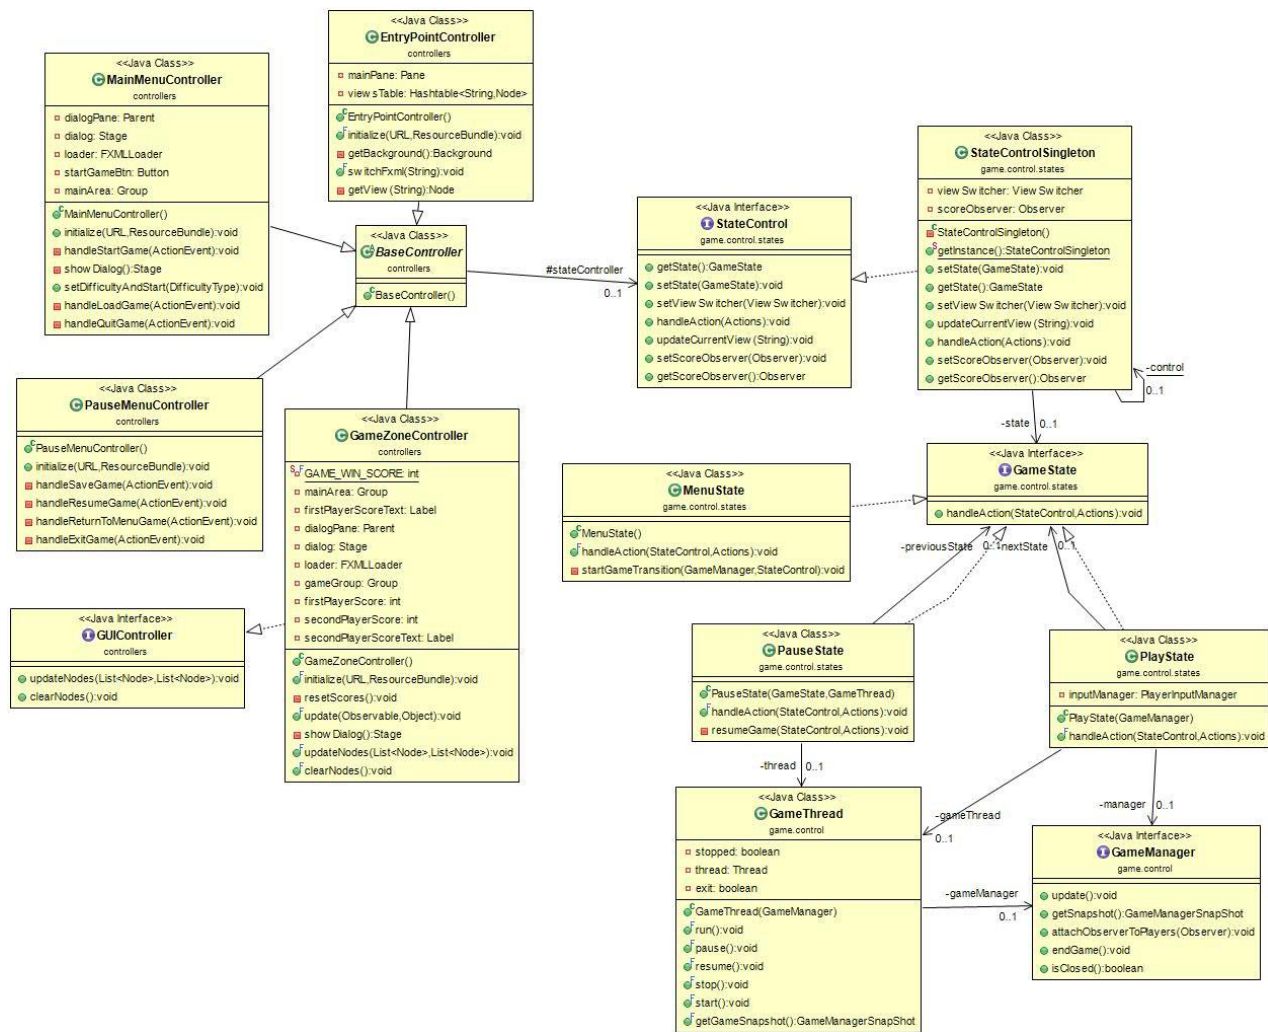 <<Java Class>>
EntryPointController
controllers
mainPane: Pane
viewsTable: Hashtable<String,Node>
EntryPointController()
initialize(URL,ResourceBundle):void
getBackground():Background
switchFxml(String):void
getView(String):Node
<<Java Class>>
MainMenuController
controllers
dialogPane: Parent
dialog: Stage
loader: FXMLLoader
startGameBtn: Button
mainArea: Group
MainMenuController()
initialize(URL,ResourceBundle):void
handleStartGame(ActionEvent):void
showDialog():Stage
setDifficultyAndStart(DifficultyType):void
handleLoadGame(ActionEvent):void
handleQuitGame(ActionEvent):void
<<Java Class>>
BaseController
controllers
BaseController()
#stateController
0..1
<<Java Interface>>
StateControl
game.control.states
getState():GameState
setState(GameState):void
setViewSwitcher(ViewSwitcher):void
handleAction(Actions):void
updateCurrentView(String):void
setScoreObserver(Observer):void
getScoreObserver():Observer
<<Java Class>>
StateControlSingleton
game.control.states
viewSwitcher: ViewSwitcher
scoreObserver: Observer
StateControlSingleton()
getInstance():StateControlSingleton
setState(GameState):void
getState():GameState
setViewSwitcher(ViewSwitcher):void
updateCurrentView(String):void
handleAction(Actions):void
setScoreObserver(Observer):void
getScoreObserver():Observer
-control
0..1
-state
0..1
<<Java Class>>
PauseMenuController
controllers
PauseMenuController()
initialize(URL,ResourceBundle):void
handleSaveGame(ActionEvent):void
handleResumeGame(ActionEvent):void
handleReturnToMenuGame(ActionEvent):void
handleExitGame(ActionEvent):void
<<Java Class>>
GameZoneController
controllers
GAME_WIN_SCORE: int
mainArea: Group
firstPlayerScoreText: Label
dialogPane: Parent
dialog: Stage
loader: FXMLLoader
gameGroup: Group
firstPlayerScore: int
secondPlayerScore: int
secondPlayerScoreText: Label
GameZoneController()
initialize(URL,ResourceBundle):void
resetScores():void
update(Observable,Object):void
showDialog():Stage
updateNodes(List<Node>,List<Node>):void
clearNodes():void
<<Java Interface>>
GUIController
controllers
updateNodes(List<Node>,List<Node>):void
clearNodes():void
<<Java Class>>
MenuState
game.control.states
MenuState()
handleAction(StateControl,Actions):void
startGameTransition(GameManager,StateControl):void
<<Java Interface>>
GameState
game.control.states
handleAction(StateControl,Actions):void
-previousState
0..1
-nextState
0..1
<<Java Class>>
PauseState
game.control.states
PauseState(GameState,GameThread)
handleAction(StateControl,Actions):void
resumeGame(StateControl,Actions):void
<<Java Class>>
PlayState
game.control.states
inputManager: PlayerInputManager
PlayState(GameManager)
handleAction(StateControl,Actions):void
-thread
0..1
-gameThread
0..1
-manager
0..1
<<Java Class>>
GameThread
game.control
stopped: boolean
thread: Thread
exit: boolean
GameThread(GameManager)
run():void
pause():void
resume():void
stop():void
start():void
getGameSnapshot():GameManagerSnapShot
-gameManager
0..1
<<Java Interface>>
GameManager
game.control
update():void
getSnapshot():GameManagerSnapShot
attachObserverToPlayers(Observer):void
endGame():void
isClosed():boolean